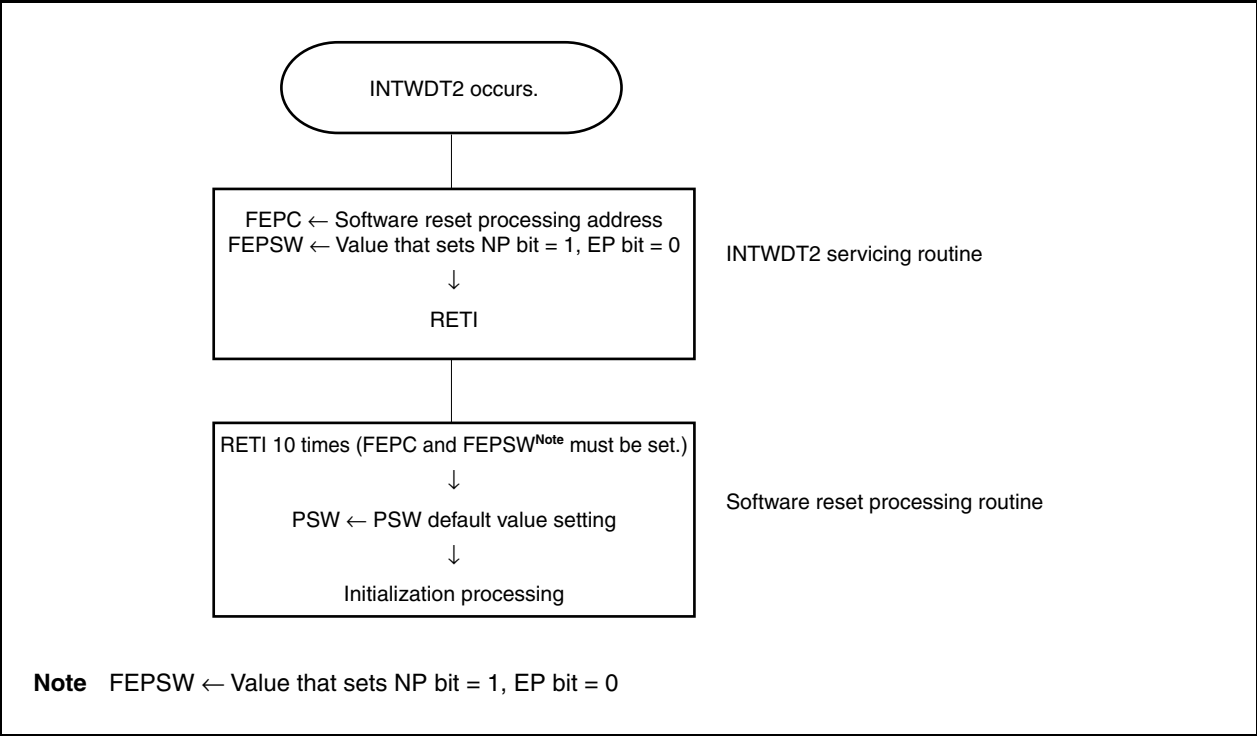 INTWDT2 occurs.
FEPC ← Software reset processing address
FEPSW ← Value that sets NP bit = 1, EP bit = 0
↓
RETI
INTWDT2 servicing routine
RETI 10 times (FEPC and FEPSWNote must be set.)
↓
PSW ← PSW default value setting
↓
Initialization processing
Software reset processing routine
Note FEPSW ← Value that sets NP bit = 1, EP bit = 0